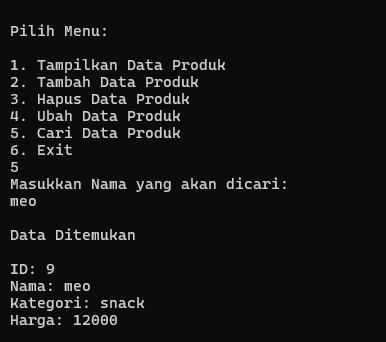 Pilih Menu:
1. Tampilkan Data Produk
2. Tambah Data Produk
3. Hapus Data Produk
4. Ubah Data Produk
5. Cari Data Produk
6. Exit
5
Masukkan Nama yang akan dicari:
meo
Data Ditemukan
ID: 9
Nama: meo
Kategori: snack
Harga: 12000